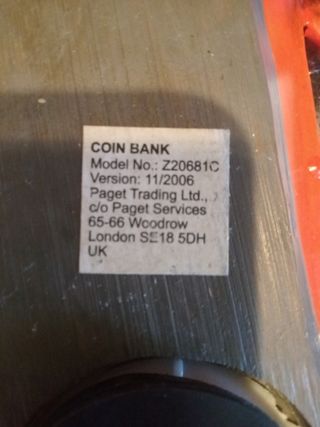 COIN BANK
Model No.: Z20681C
Version: 11/2006
Paget Trading Ltd.,
c/o Paget Services
65-66 Woodrow
London SE18 5DH
UK